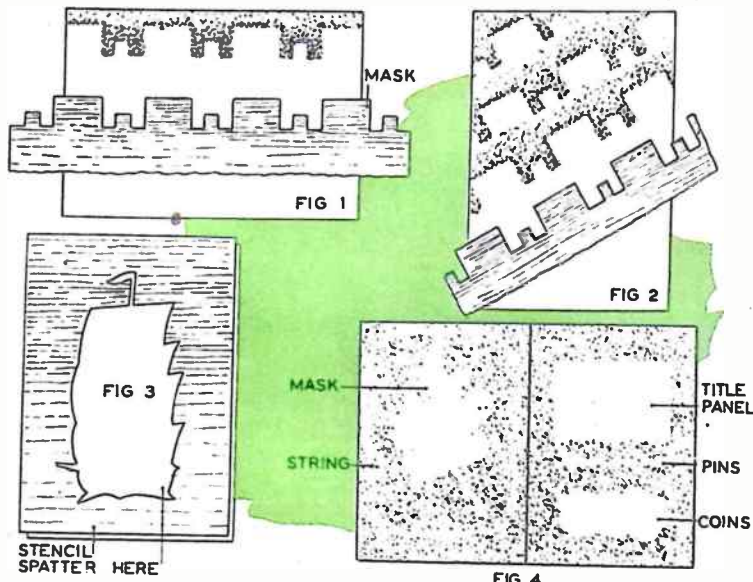 MASK
FIG 1
FIG 2
FIG 3
STENCIL
SPATTER HERE
MASK
STRING
TITLE
PANEL
PINS
COINS
FIG 4